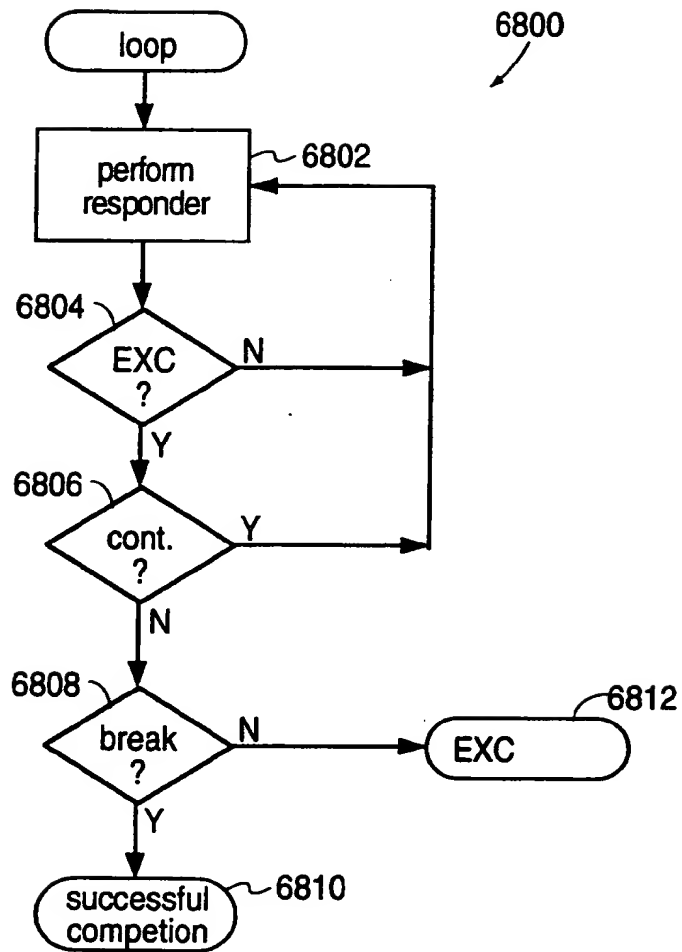 loop
6800
perform
responder
6802
6804
EXC
?
N
Y
6806
cont.
?
Y
N
6808
break
?
N
Y
6812
EXC
successful
competion
6810